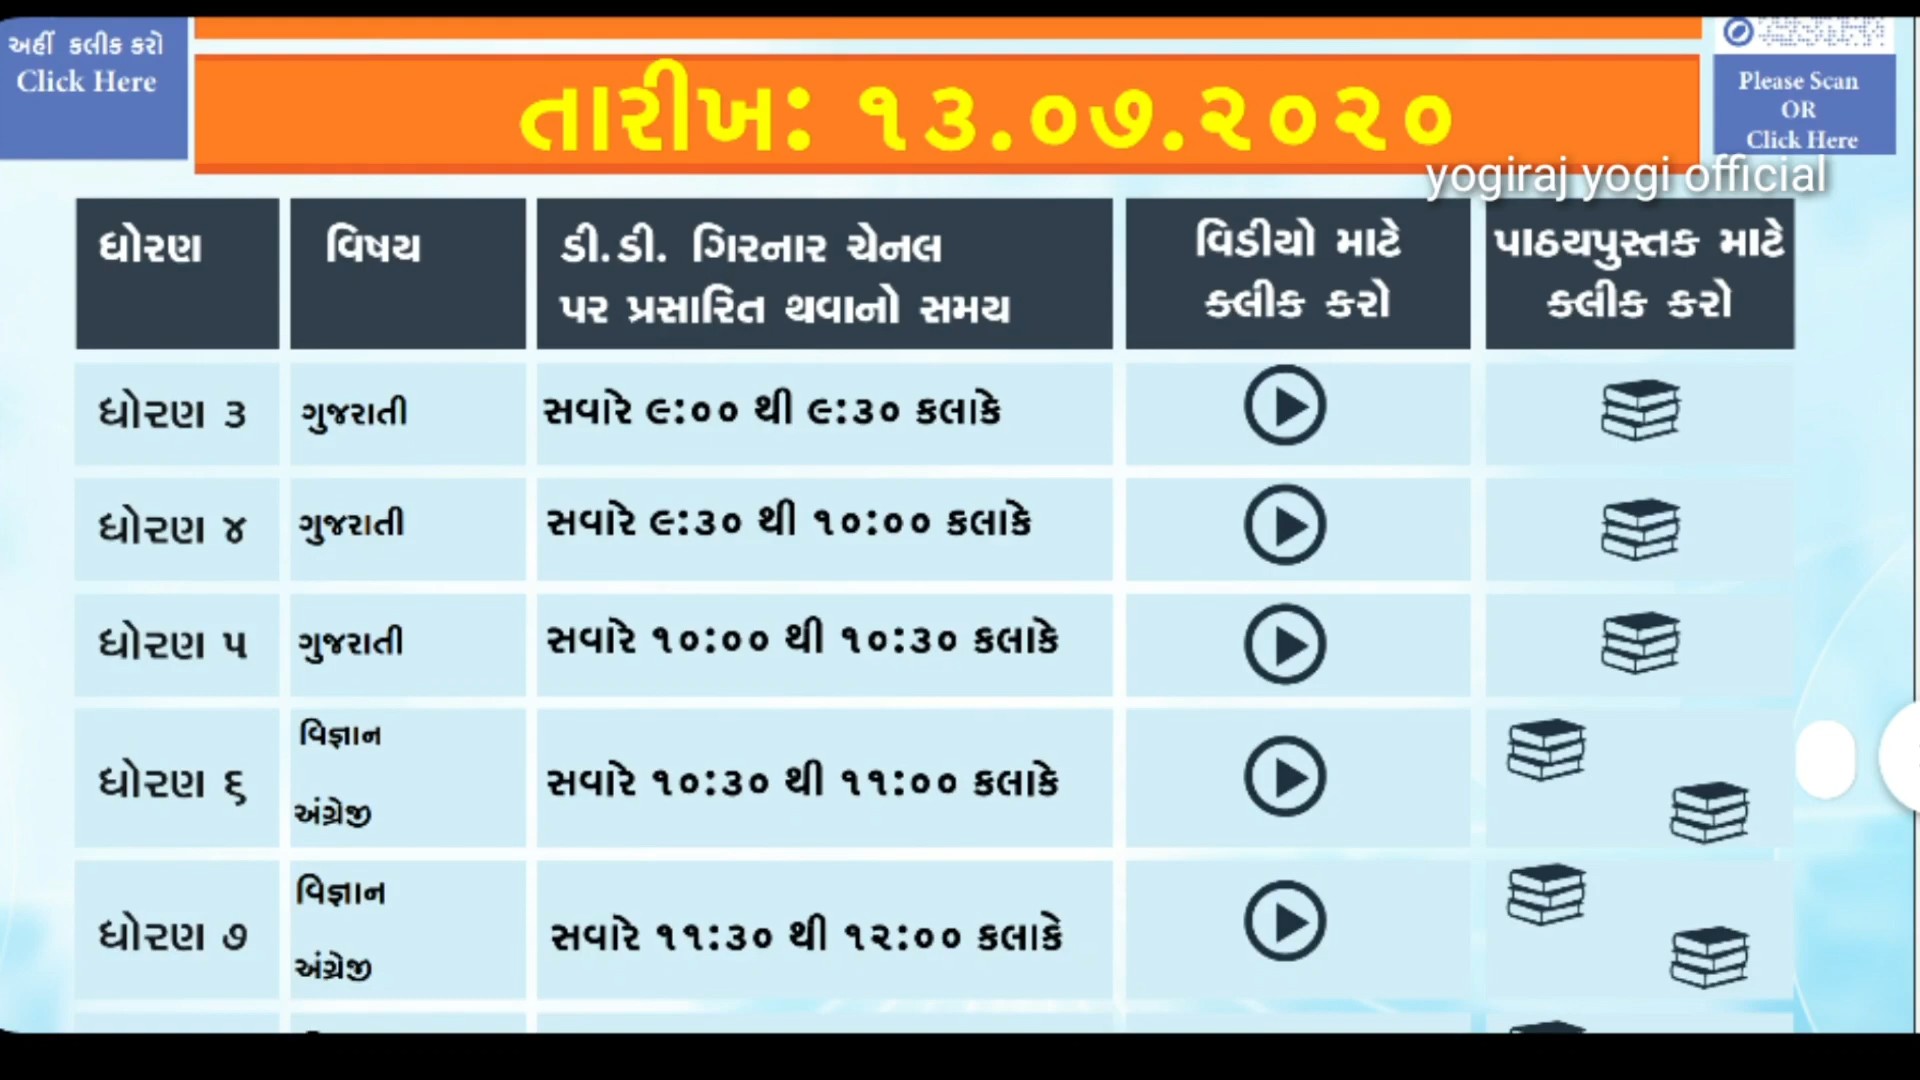 અહીં કલીક કરો
Click Here
તારીખ: ૧૩.૦૭.૨૦૨૦
Please Scan
OR
Click Here
yogiraj yogi official
ધોરણ
વિષય
ડી.ડી. ગિરનાર ચેનલ
પર પ્રસારિત થવાનો સમય
વિડીયો માટે
ક્લીક કરો
પાઠયપુસ્તક માટે
ક્લીક કરો
ધોરણ ૩
ગુજરાતી
સવારે ૯:૦૦ થી ૯:૩૦ કલાકે
ધોરણ ૪
ગુજરાતી
સવારે ૯:૩૦ થી ૧૦:૦૦ કલાકે
ધોરણ ૫
ગુજરાતી
સવારે ૧૦:૦૦ થી ૧૦:૩૦ કલાકે
ધોરણ ૬
વિજ્ઞાન
અંગ્રેજી
સવારે ૧૦:૩૦ થી ૧૧:૦૦ કલાકે
ધોરણ ૭
વિજ્ઞાન
અંગ્રેજી
સવારે ૧૧:૩૦ થી ૧૨:૦૦ કલાકે